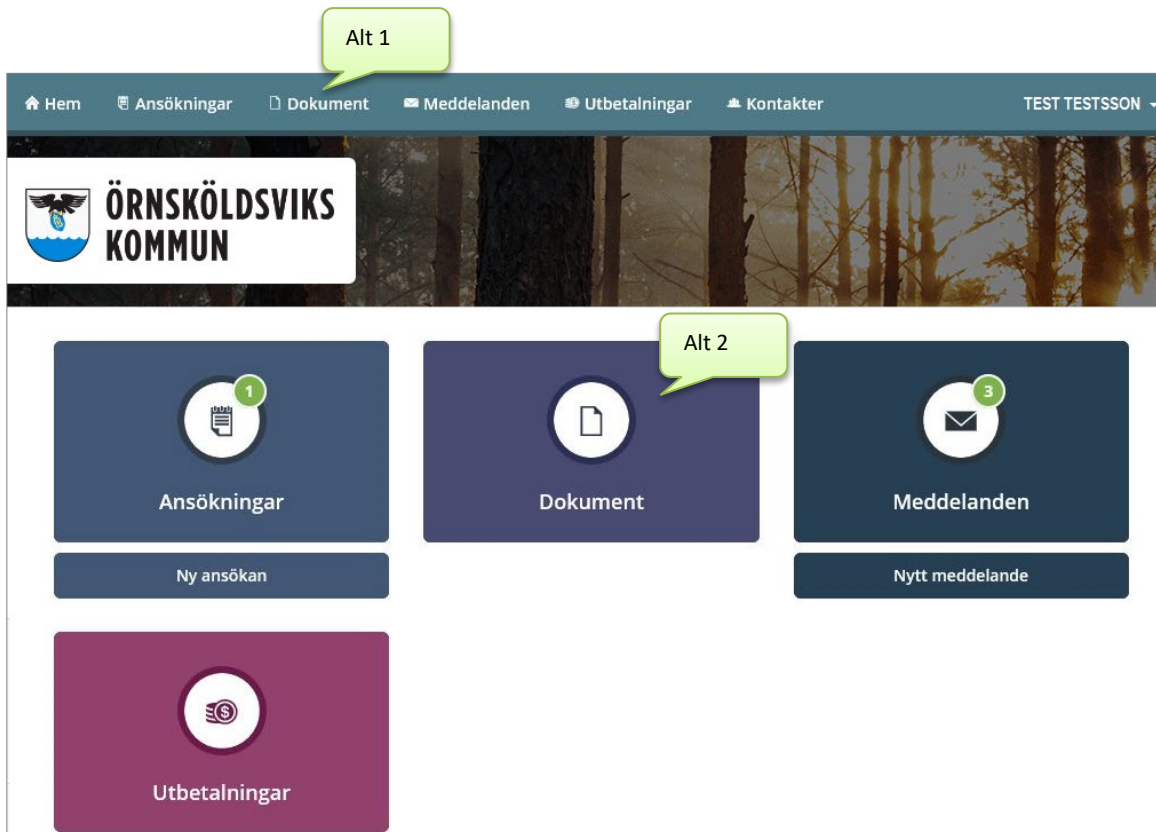 Alt 1
Hem Ansökningar Dokument Meddelanden Utbetalningar Kontakter TEST TESTSSON
ÖRNSKÖLDSVIKS
KOMMUN
Alt 2
1
3
Ansökningar Dokument Meddelanden
Ny ansökan Nytt meddelande
Utbetalningar